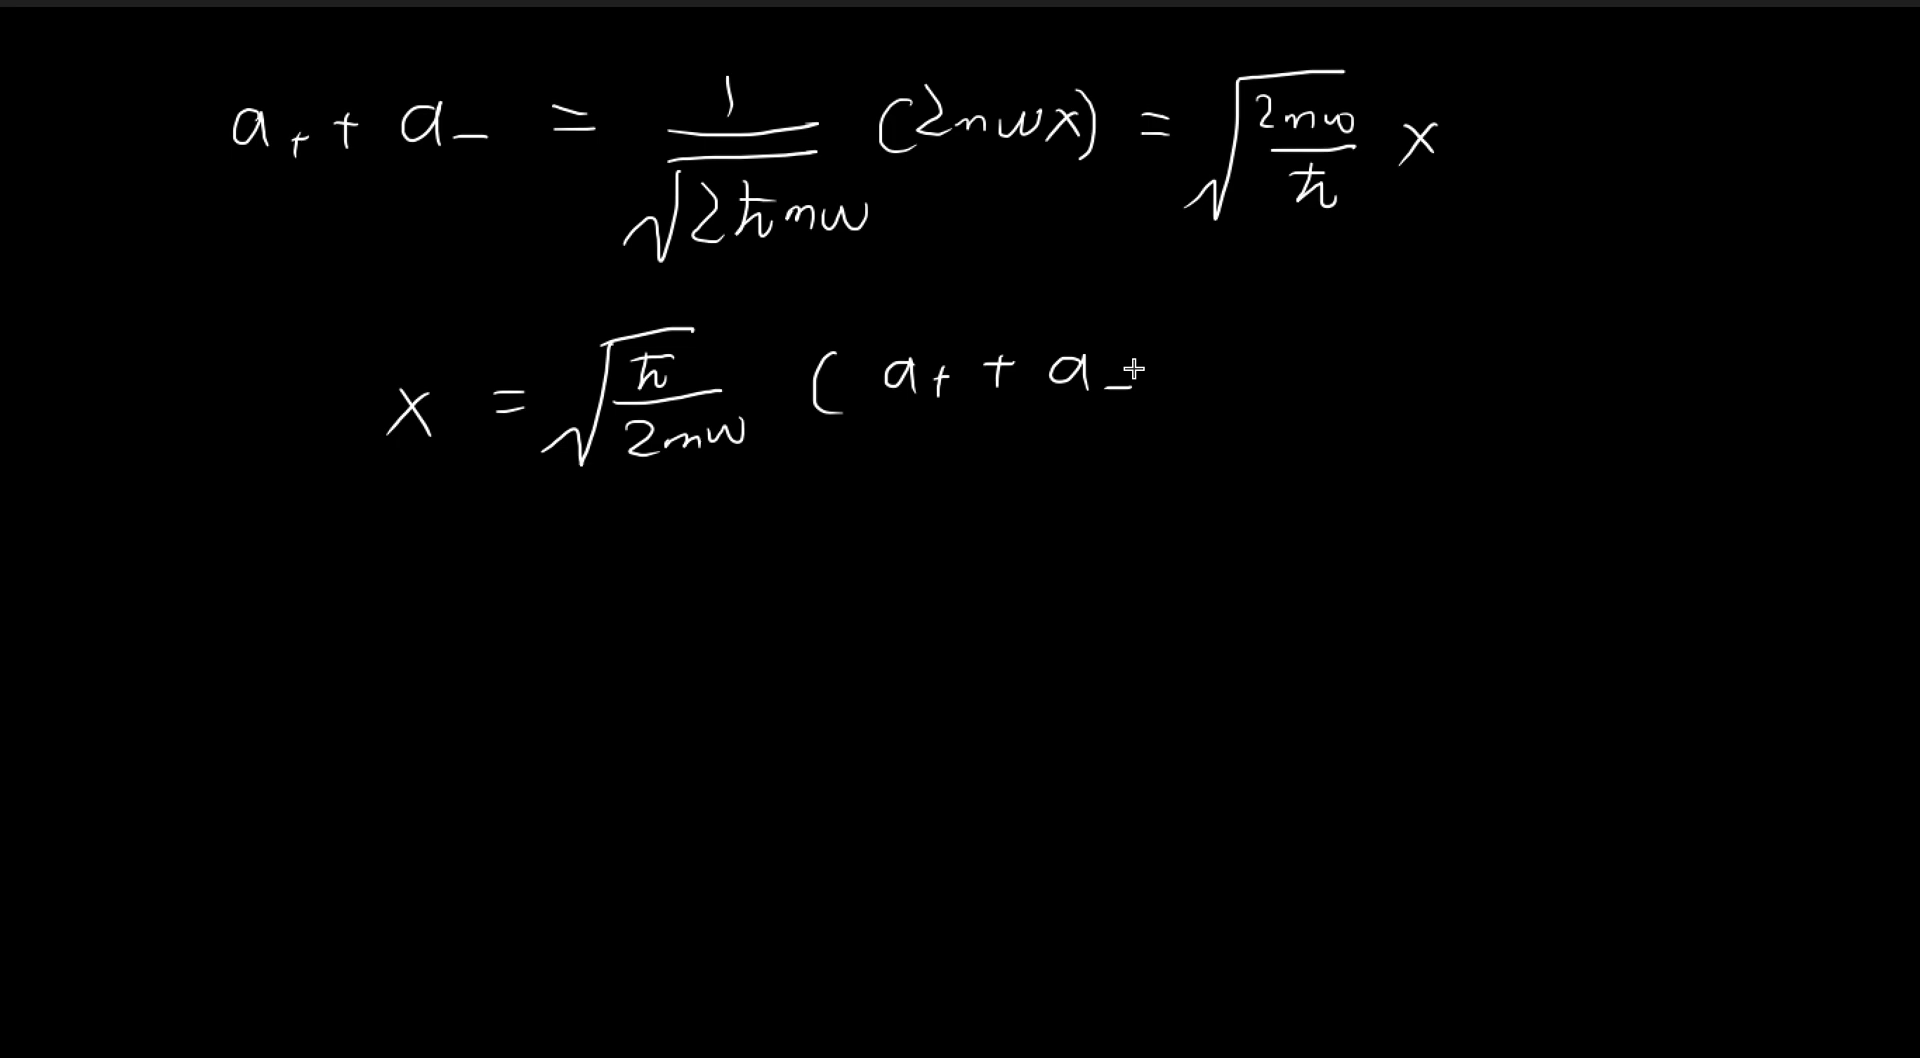 a₊ + a₋ = 1/√(2ħmω) (2mωx) = √(2mω/ħ) x
x = √(ħ/2mω) (a₊ + a₋